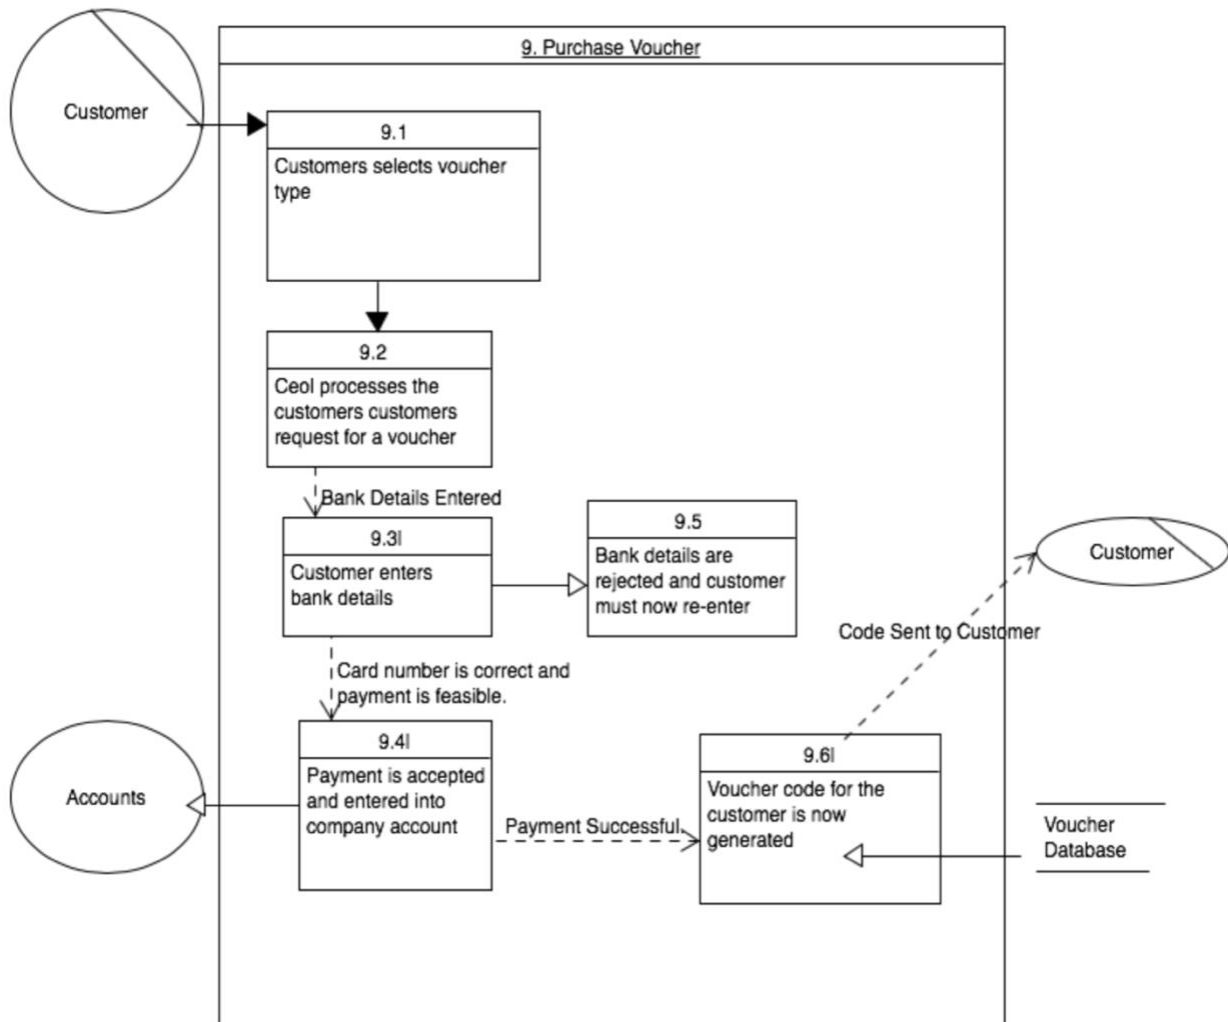 9. Purchase Voucher
Customer
9.1
Customers selects voucher
type
9.2
Ceol processes the
customers customers
request for a voucher
Bank Details Entered
9.3l
Customer enters
bank details
9.5
Bank details are
rejected and customer
must now re-enter
Customer
Code Sent to Customer
Card number is correct and
payment is feasible.
9.4l
Payment is accepted
and entered into
company account
Accounts
Payment Successful.
9.6l
Voucher code for the
customer is now
generated
Voucher
Database